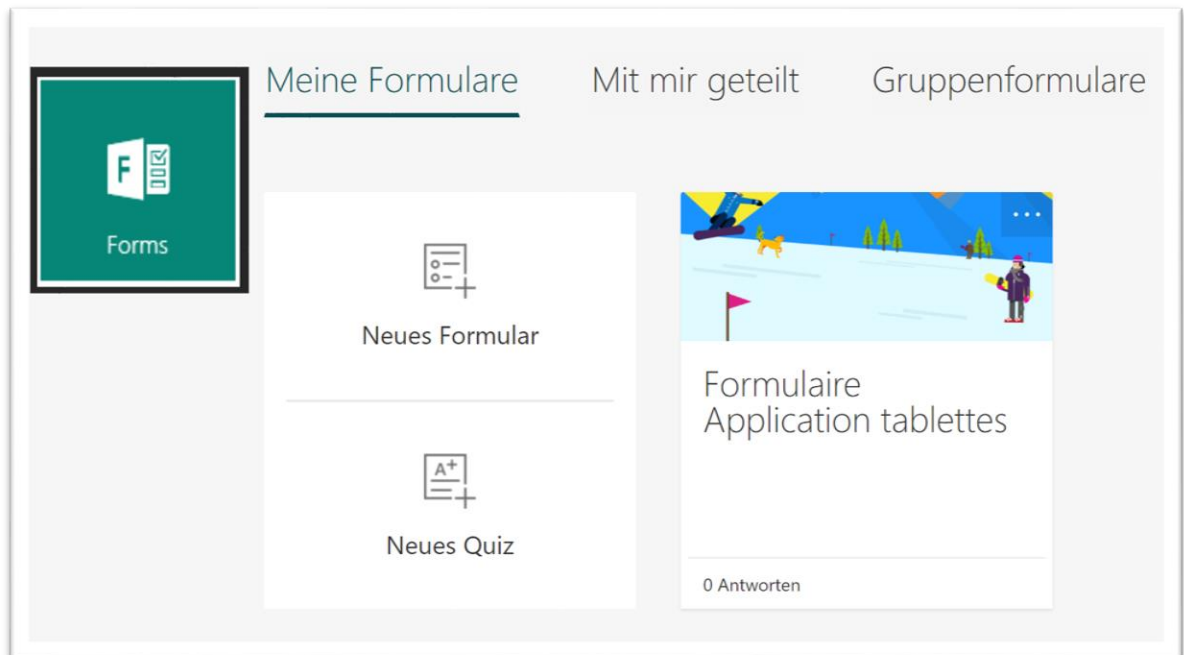 Meine Formulare
Mit mir geteilt
Gruppenformulare
F
Forms
Neues Formular
A+
Neues Quiz
Formulaire
Application tablettes
0 Antworten